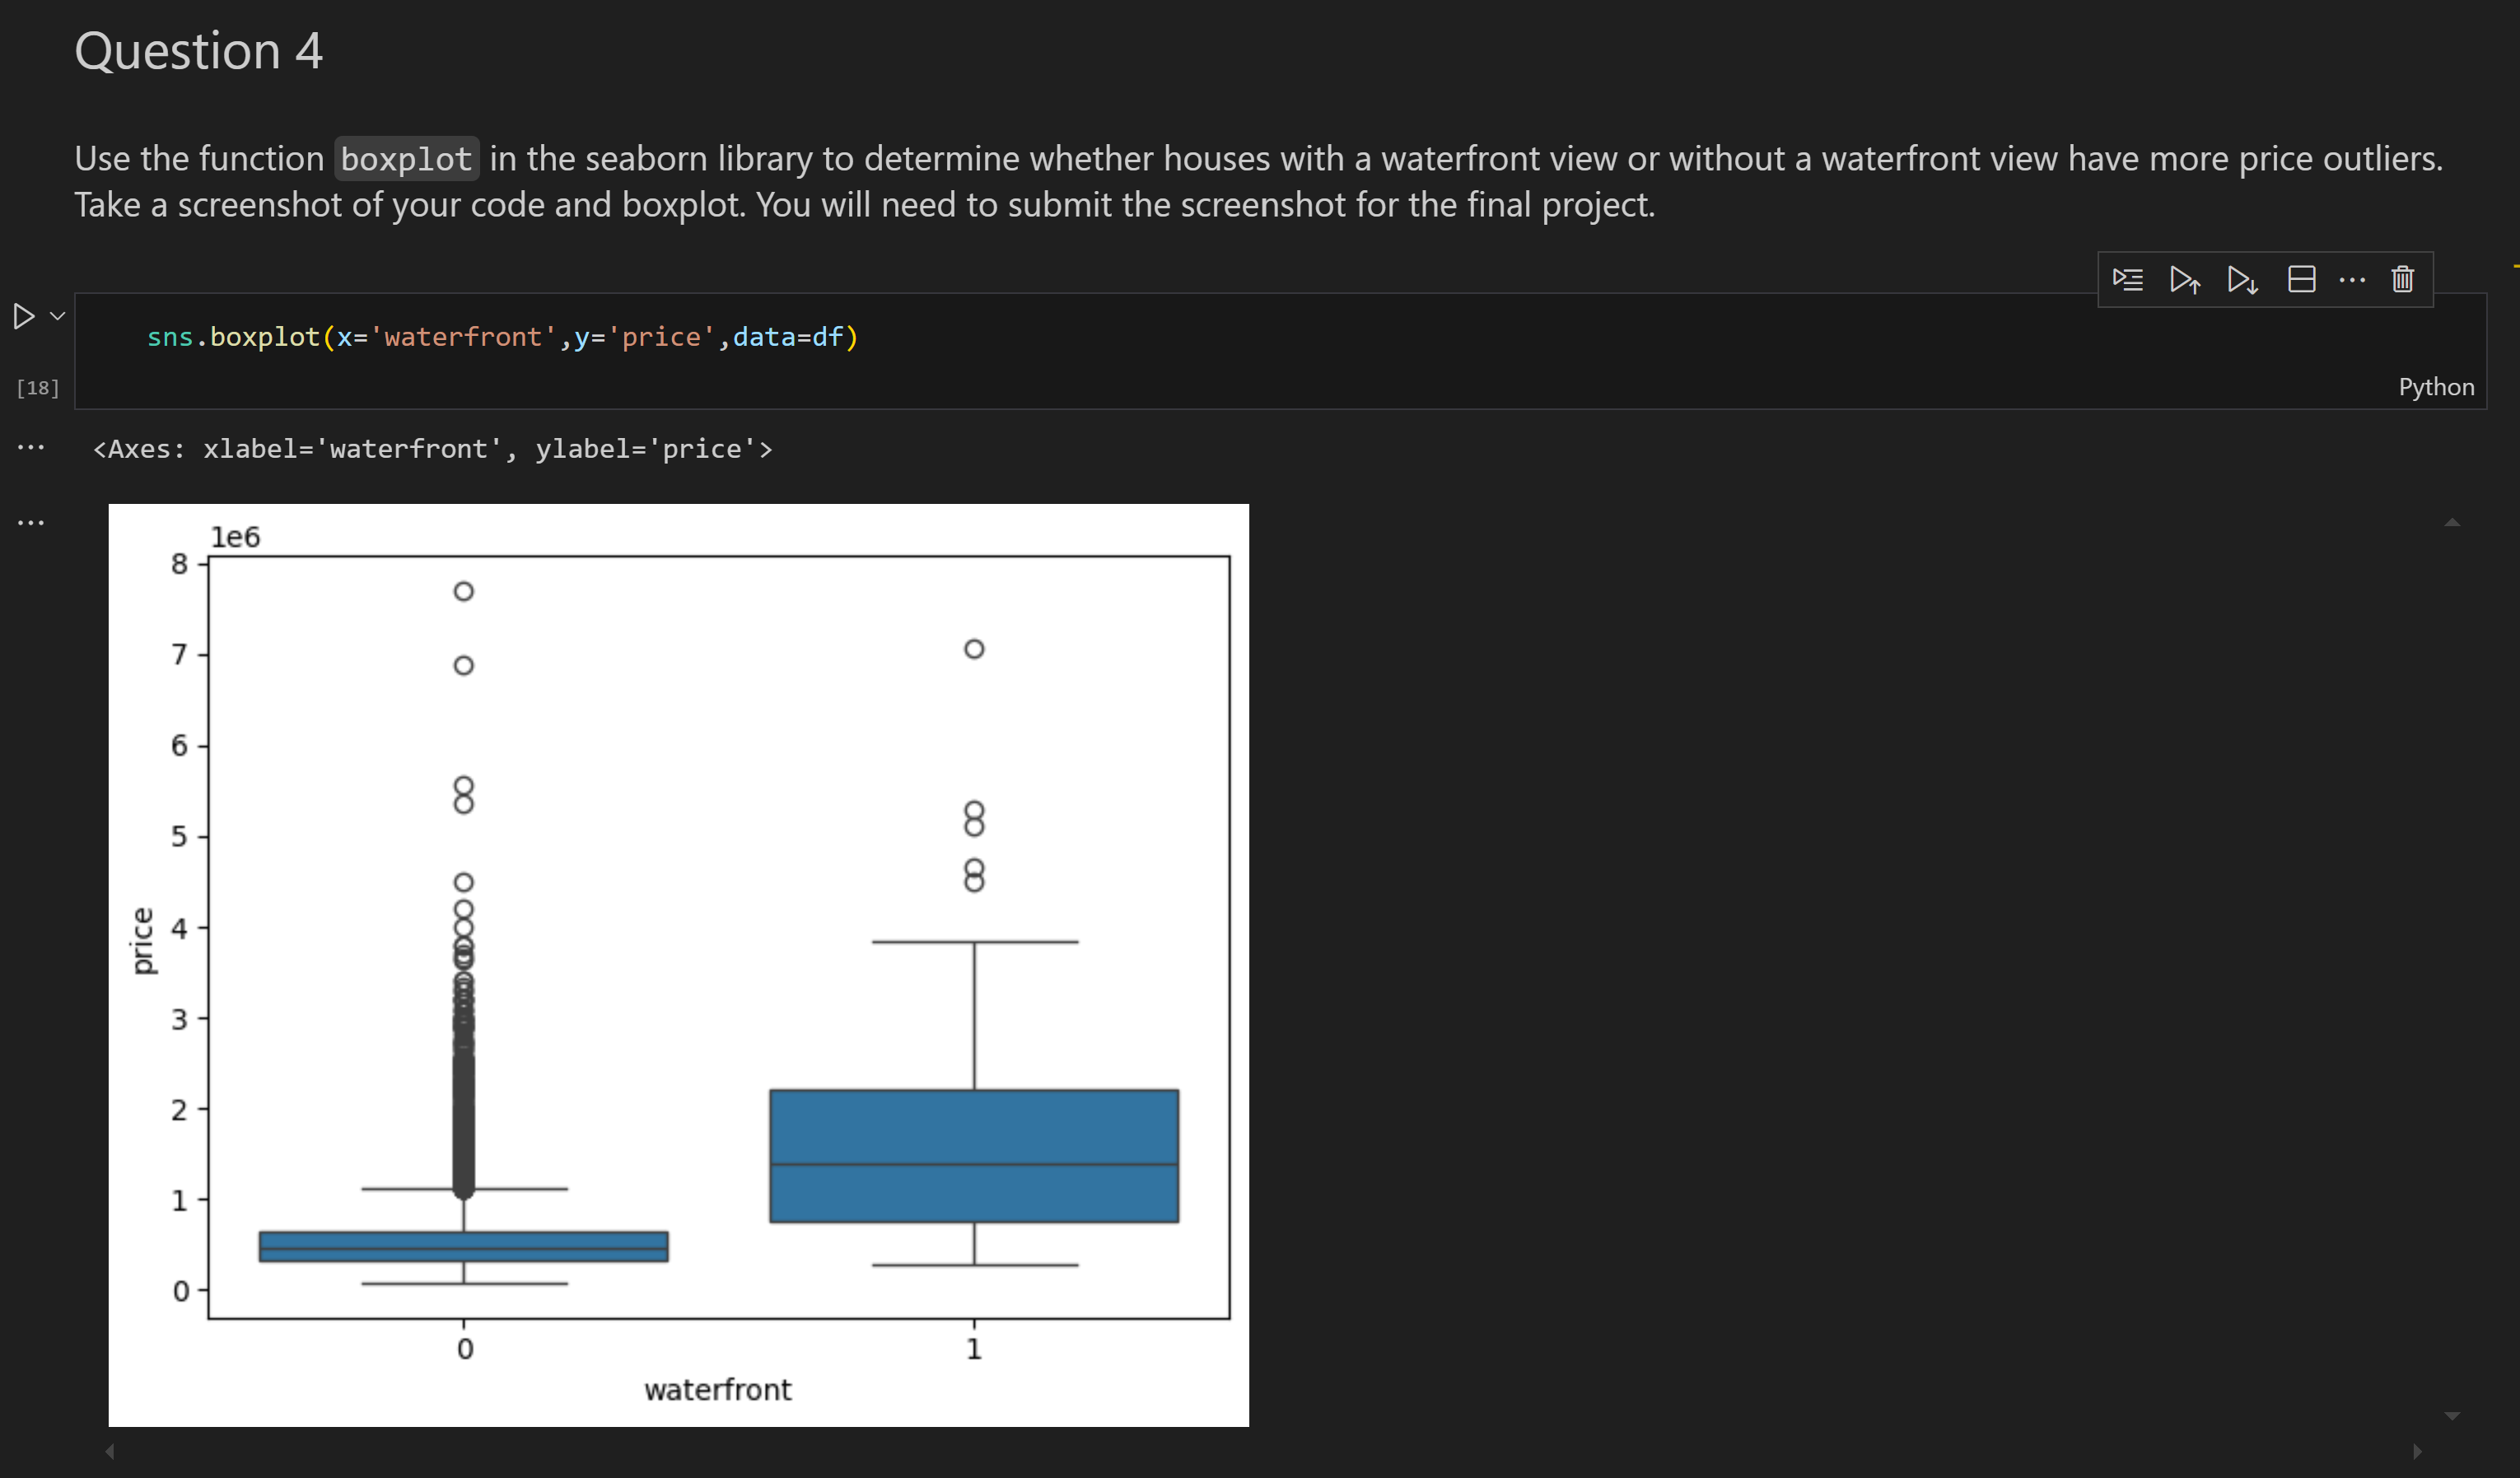 Question 4
Use the function boxplot in the seaborn library to determine whether houses with a waterfront view or without a waterfront view have more price outliers.
Take a screenshot of your code and boxplot. You will need to submit the screenshot for the final project.
sns.boxplot(x='waterfront',y='price',data=df)
[18]
Python
<Axes: xlabel='waterfront', ylabel='price'>
1e6
8
7
6
5
4
3
2
1
0
price
0 1
waterfront